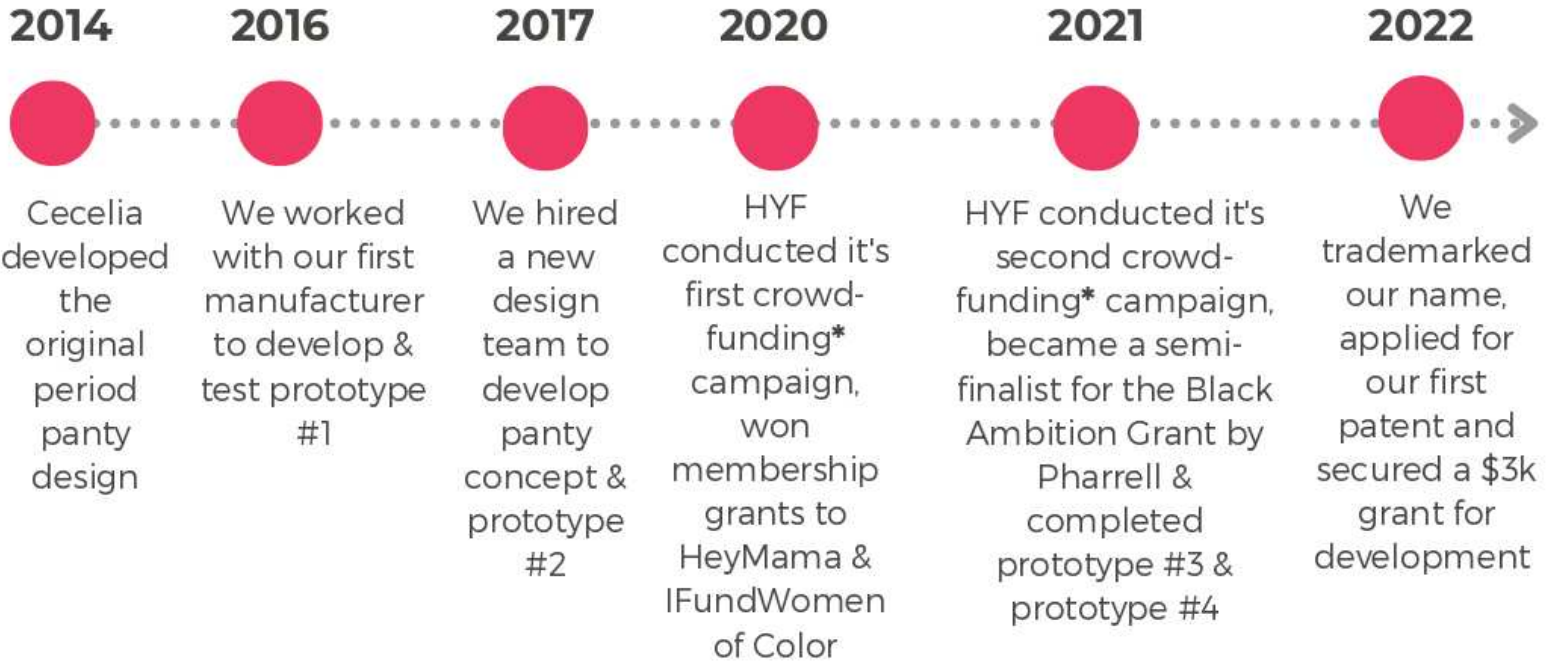 2014
Cecelia
developed
the
original
period
panty
design
2016
We worked
with our first
manufacturer
to develop &
test prototype
#1
2017
We hired
a new
design
team to
develop
panty
concept &
prototype
#2
2020
HYF
conducted it's
first crowd-
funding*
campaign,
won
membership
grants to
HeyMama &
IFundWomen
of Color
2021
HYF conducted it's
second crowd-
funding* campaign,
became a semi-
finalist for the Black
Ambition Grant by
Pharrell &
completed
prototype #3 &
prototype #4
2022
We
trademarked
our name,
applied for
our first
patent and
secured a $3k
grant for
development